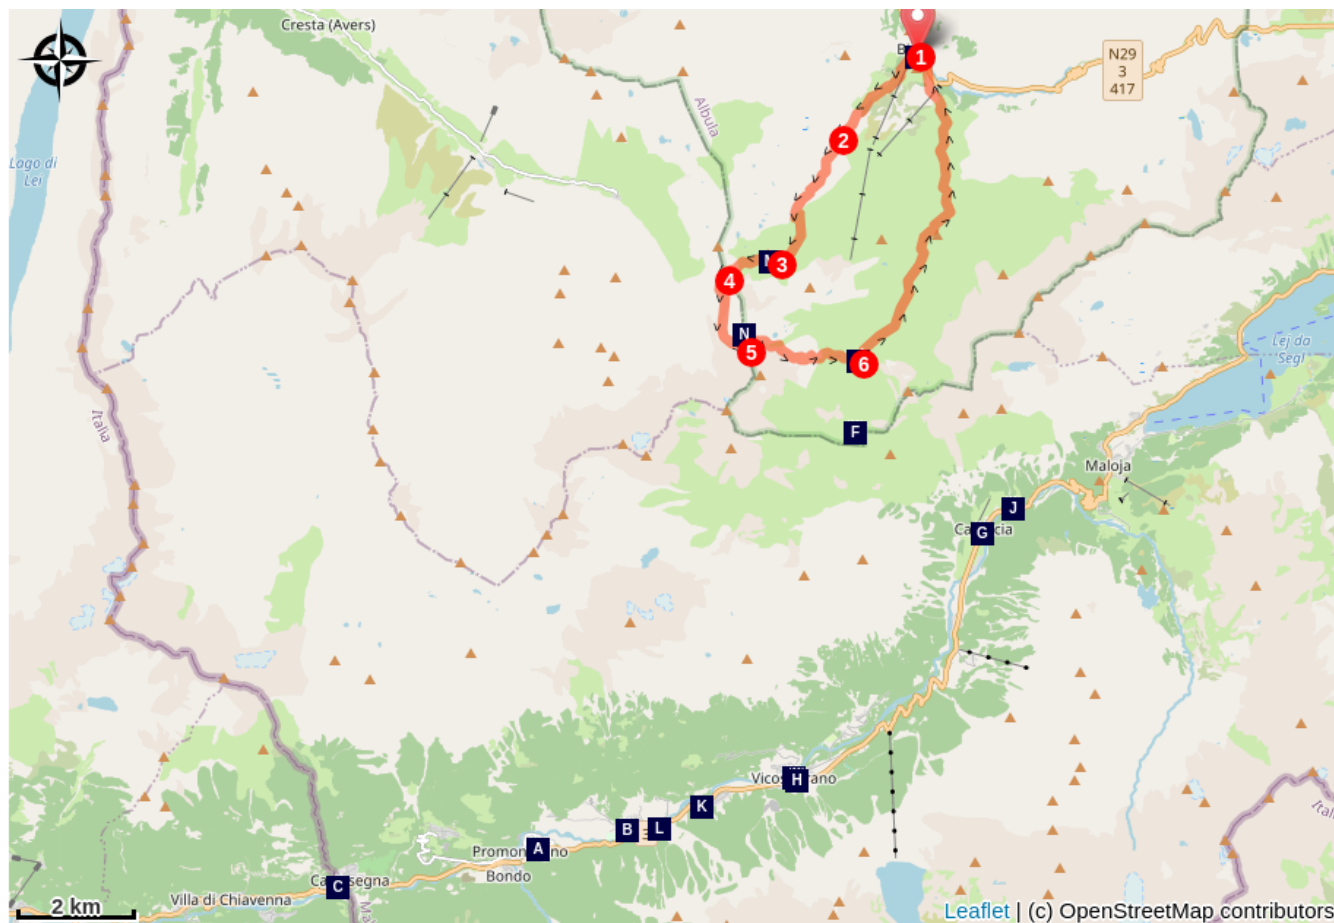 Cresta (Avers)
1
N29
3
417
Albula
2
Lago di
Lei
3
4
N
5
6
Lej da
Segl
Italia
F
Maloja
J
G
H
K
B
L
A
Bondo
C
Villa di Chiavenna
2 km
Leaflet | (c) OpenStreetMap contributors